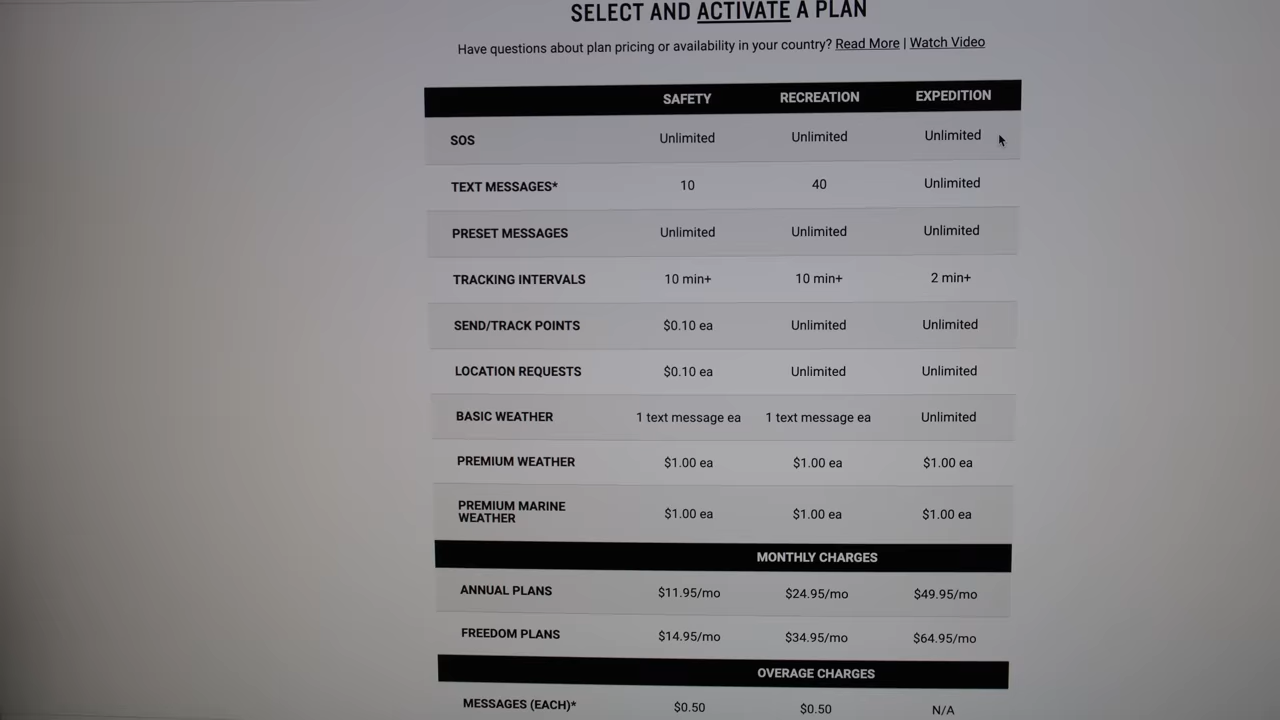 SELECT AND ACTIVATE A PLAN
Have questions about plan pricing or availability in your country? Read More | Watch Video
SAFETY RECREATION EXPEDITION
SOS Unlimited Unlimited Unlimited
TEXT MESSAGES* 10 40 Unlimited
PRESET MESSAGES Unlimited Unlimited Unlimited
TRACKING INTERVALS 10 min+ 10 min+ 2 min+
SEND/TRACK POINTS $0.10 ea Unlimited Unlimited
LOCATION REQUESTS $0.10 ea Unlimited Unlimited
BASIC WEATHER 1 text message ea 1 text message ea Unlimited
PREMIUM WEATHER $1.00 ea $1.00 ea $1.00 ea
PREMIUM MARINE
WEATHER $1.00 ea $1.00 ea $1.00 ea
MONTHLY CHARGES
ANNUAL PLANS $11.95/mo $24.95/mo $49.95/mo
FREEDOM PLANS $14.95/mo $34.95/mo $64.95/mo
OVERAGE CHARGES
MESSAGES (EACH)* $0.50 $0.50 N/A